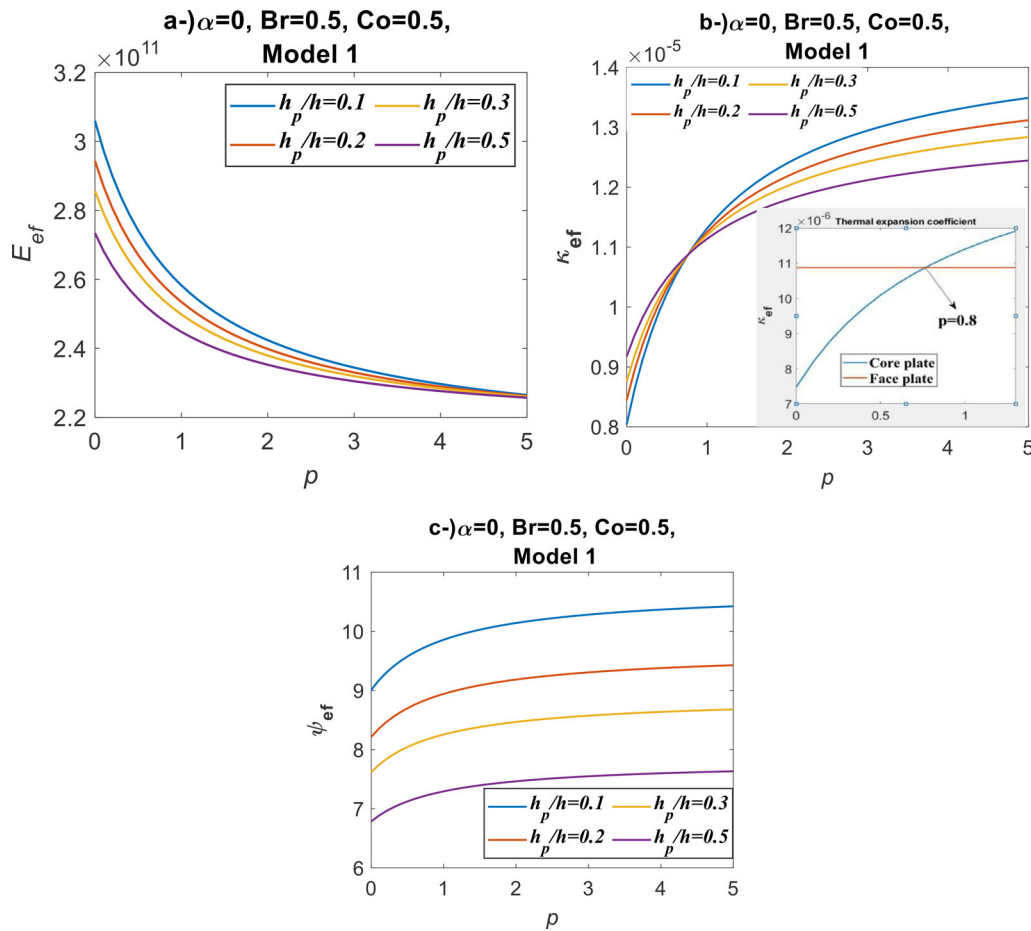 a-)α=0, Br=0.5, Co=0.5,
Model 1
×10^11
3.2
3
2.8
2.6
2.4
2.2
E_ef
h_p/h=0.1 h_p/h=0.3
h_p/h=0.2 h_p/h=0.5
0 1 2 3 4 5
p
b-)α=0, Br=0.5, Co=0.5,
Model 1
×10^-5
1.4
1.3
1.2
1.1
1
0.9
0.8
κ_ef
h_p/h=0.1 h_p/h=0.3
h_p/h=0.2 h_p/h=0.5
×10^-6 Thermal expansion coefficient
12
11
10
9
8
7
κ_ef
p=0.8
Core plate
Face plate
0 0.5 1
0 1 2 3 4 5
p
c-)α=0, Br=0.5, Co=0.5,
Model 1
11
10
9
8
7
6
ψ_ef
h_p/h=0.1 h_p/h=0.3
h_p/h=0.2 h_p/h=0.5
0 1 2 3 4 5
p